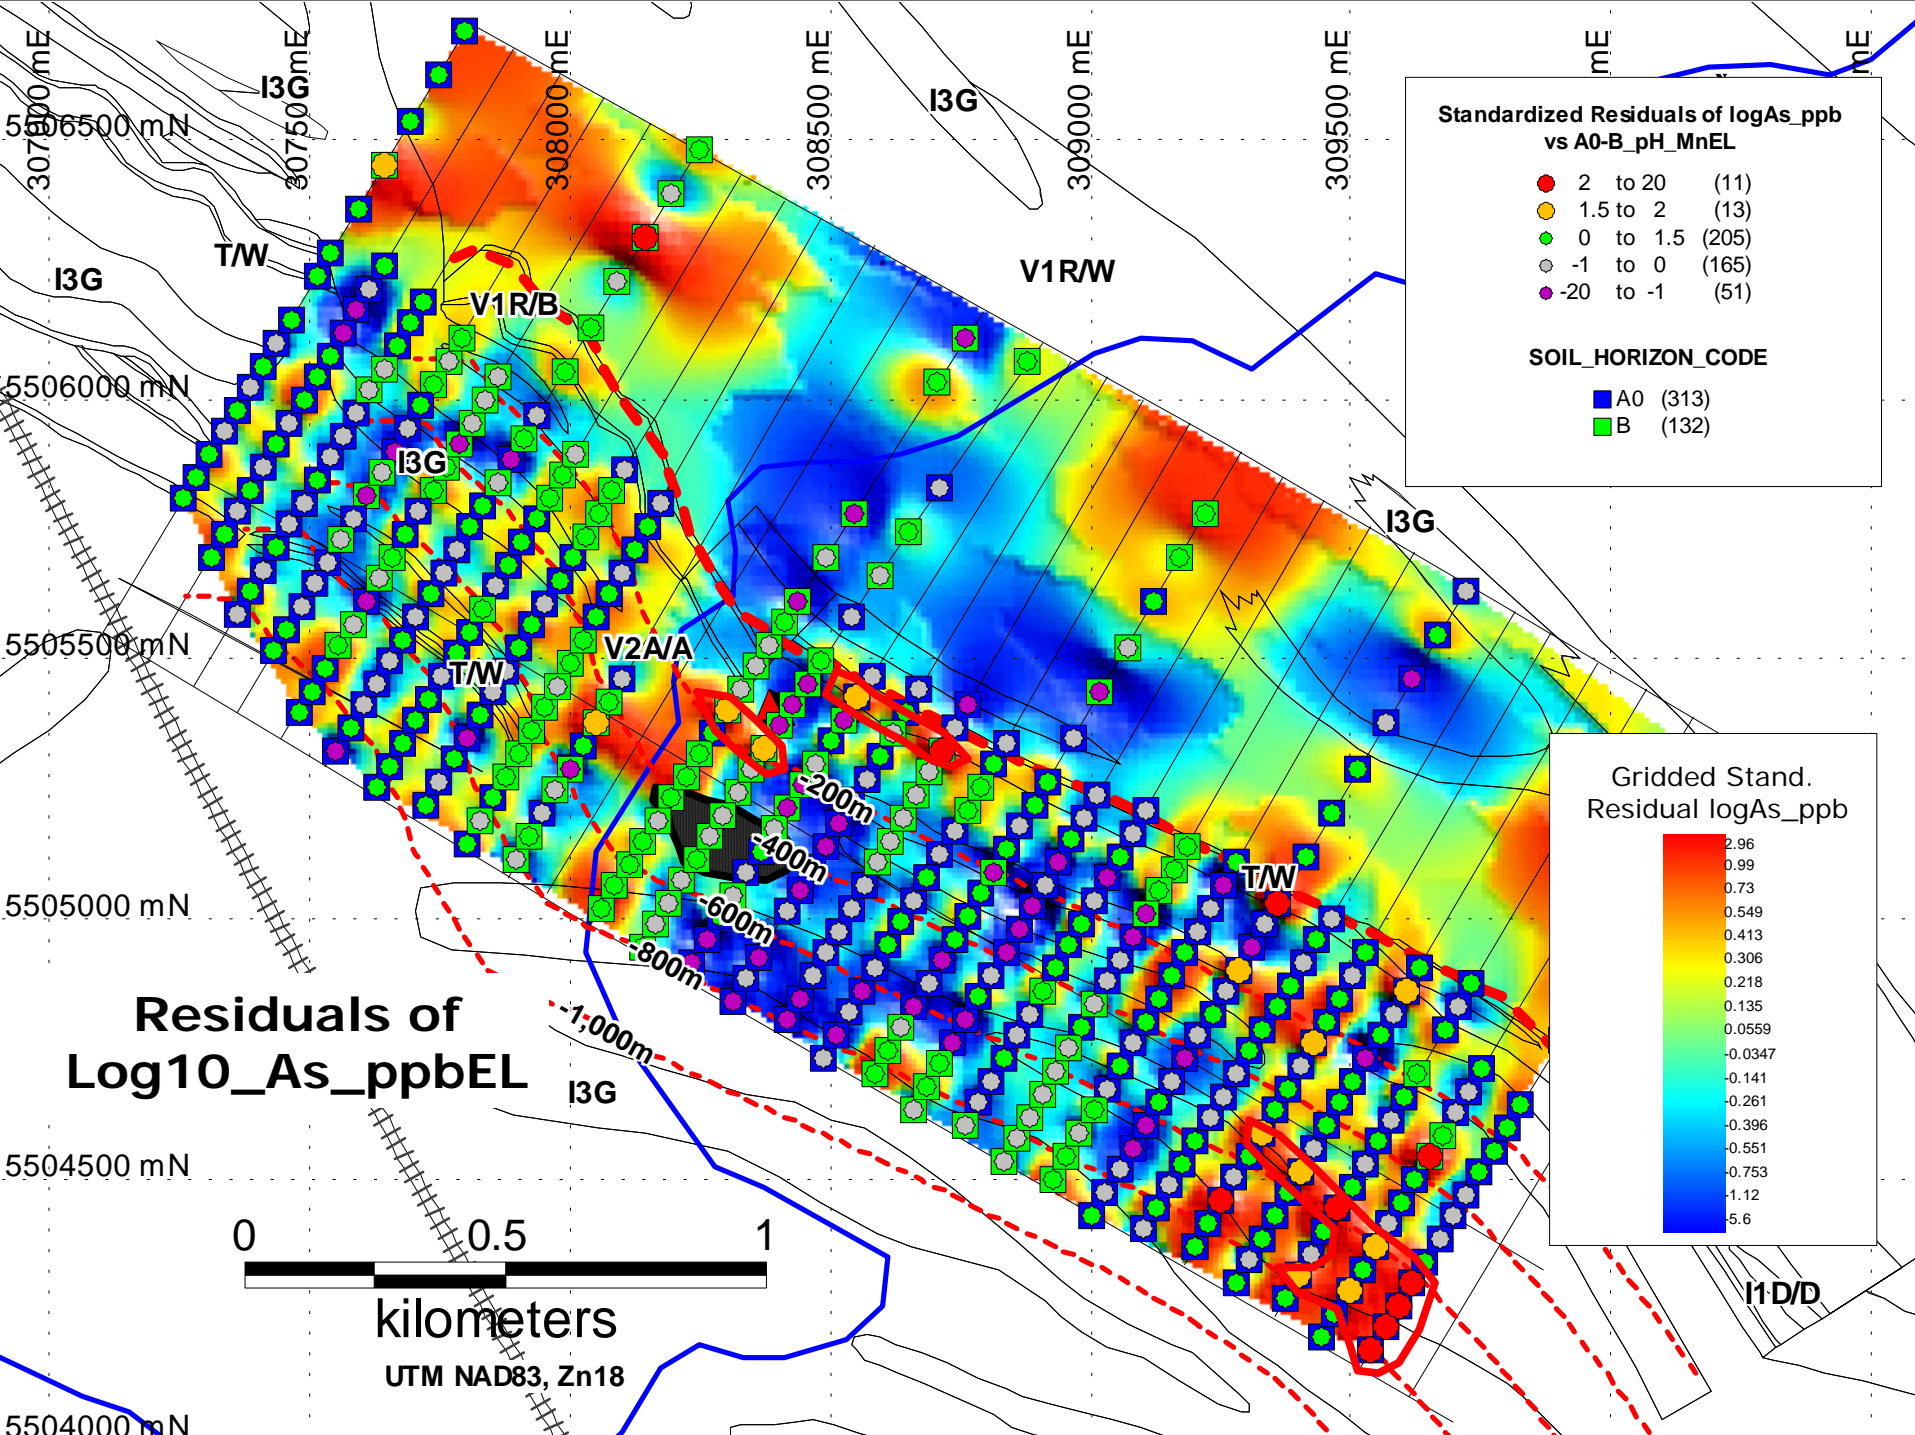 307000 mE
307500 mE
308000 mE
308500 mE
309000 mE
309500 mE
mE
mE
5506500 mN
5506000 mN
5505500 mN
5505000 mN
5504500 mN
5504000 mN
I3G
I3G
T/W
I3G
V1R/W
V1R/B
I3G
I3G
V2A/A
T/W
T/W
I3G
I1D/D
-200m
-400m
-600m
-800m
-1,000m
Standardized Residuals of logAs_ppb
vs A0-B_pH_MnEL
2 to 20 (11)
1.5 to 2 (13)
0 to 1.5 (205)
-1 to 0 (165)
-20 to -1 (51)
SOIL_HORIZON_CODE
A0 (313)
B (132)
Gridded Stand.
Residual logAs_ppb
2.96
0.99
0.73
0.549
0.413
0.306
0.218
0.135
0.0559
-0.0347
-0.141
-0.261
-0.396
-0.551
-0.753
-1.12
-5.6
Residuals of
Log10_As_ppbEL
0 0.5 1
kilometers
UTM NAD83, Zn18